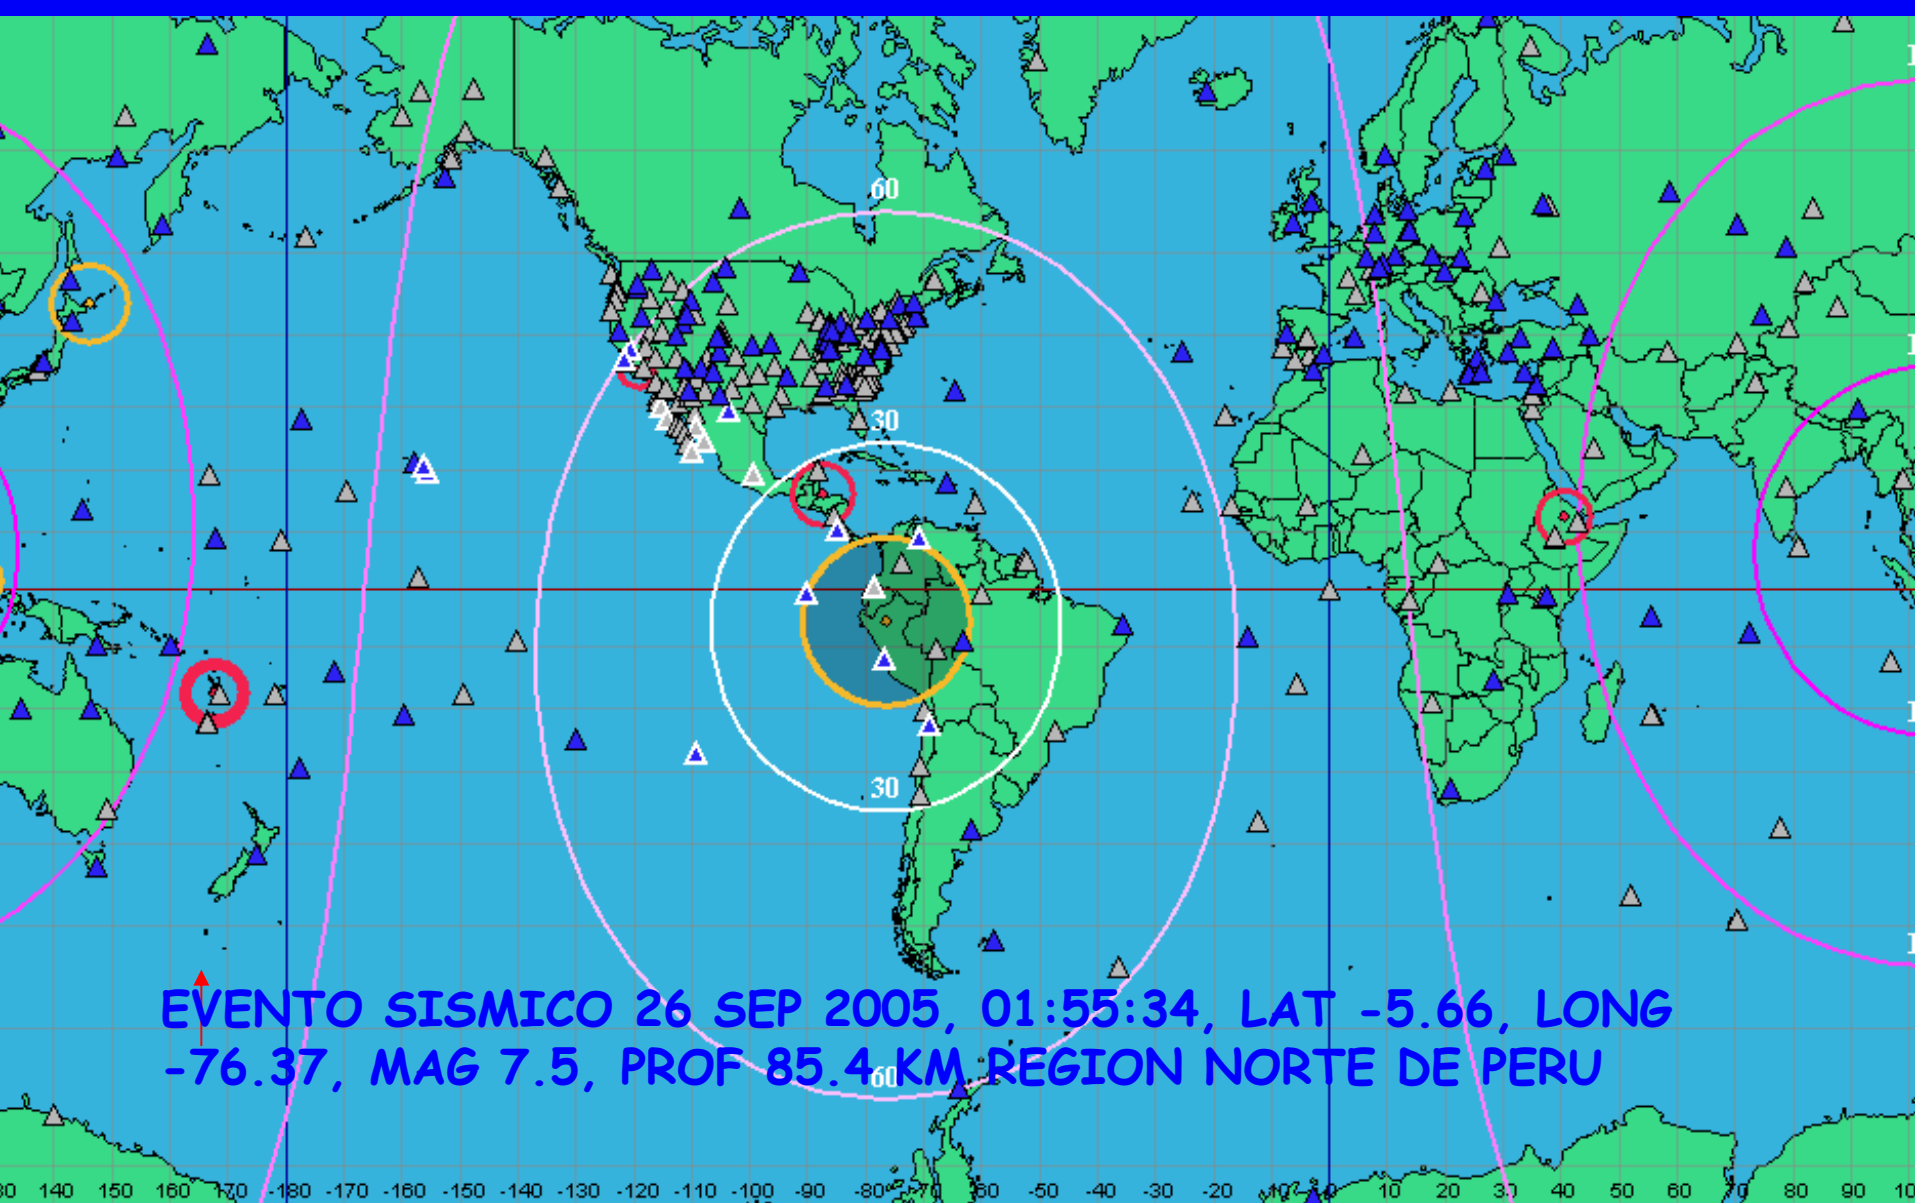 60
30
30
EVENTO SISMICO 26 SEP 2005, 01:55:34, LAT -5.66, LONG
-76.37, MAG 7.5, PROF 85.4 KM REGION NORTE DE PERU
60
140 150 160 170 -180 -170 -160 -150 -140 -130 -120 -110 -100 -90 -80 -70 -60 -50 -40 -30 -20 -10 10 20 30 40 50 60 70 80 90